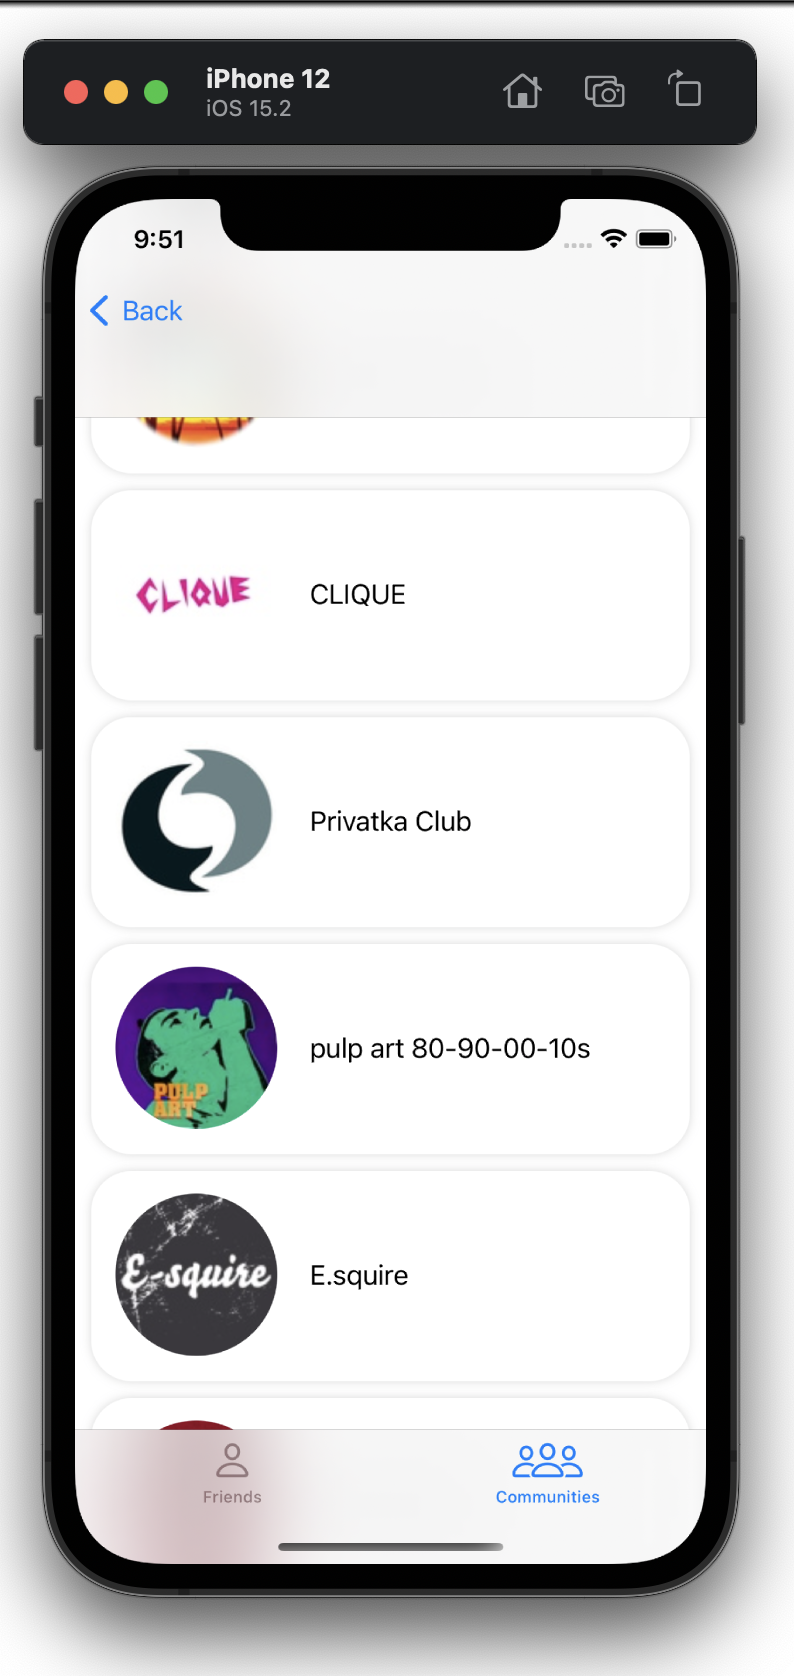 iPhone 12
iOS 15.2
9:51
Back
CLIQUE
CLIQUE
Privatka Club
PULP
ART
pulp art 80-90-00-10s
E-squire
E.squire
Friends
Communities